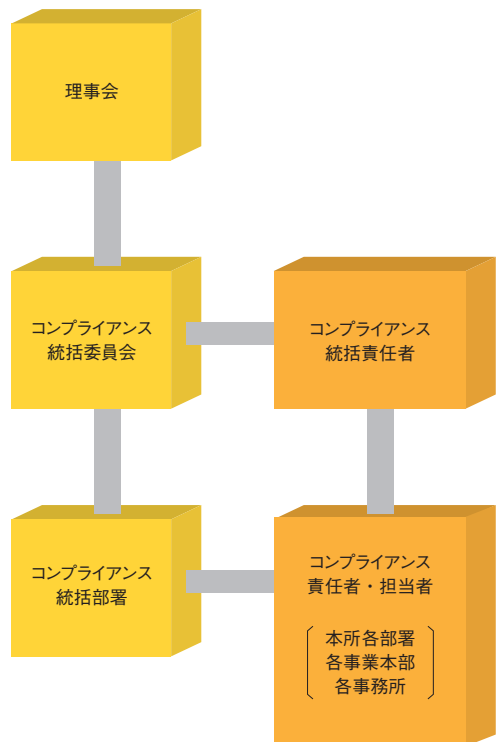 理事会
コンプライアンス
統括委員会
コンプライアンス
統括責任者
コンプライアンス
統括部署
コンプライアンス
責任者・担当者
本所各部署
各事業本部
各事務所